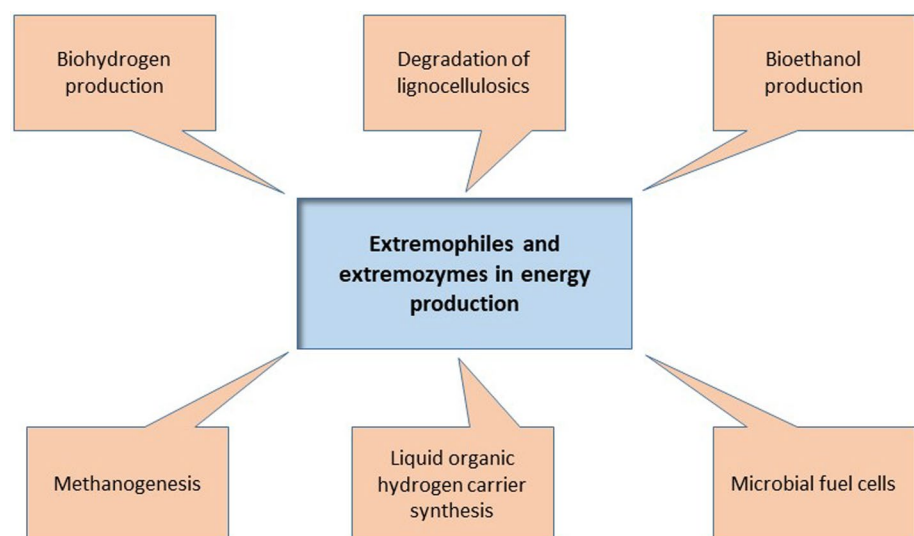 Biohydrogen
production
Degradation of
lignocellulosics
Bioethanol
production
Extremophiles and
extremozymes in energy
production
Methanogenesis
Liquid organic
hydrogen carrier
synthesis
Microbial fuel cells